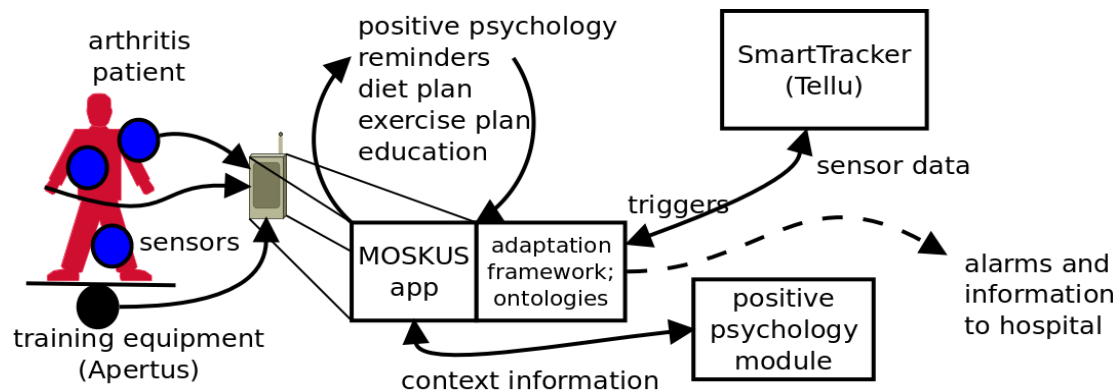 arthritis
patient
positive psychology
reminders
diet plan
exercise plan
education
SmartTracker
(Tellu)
sensor data
triggers
sensors
MOSKUS
app
adaptation
framework;
ontologies
alarms and
information
to hospital
positive
psychology
module
training equipment
(Apertus)
context information